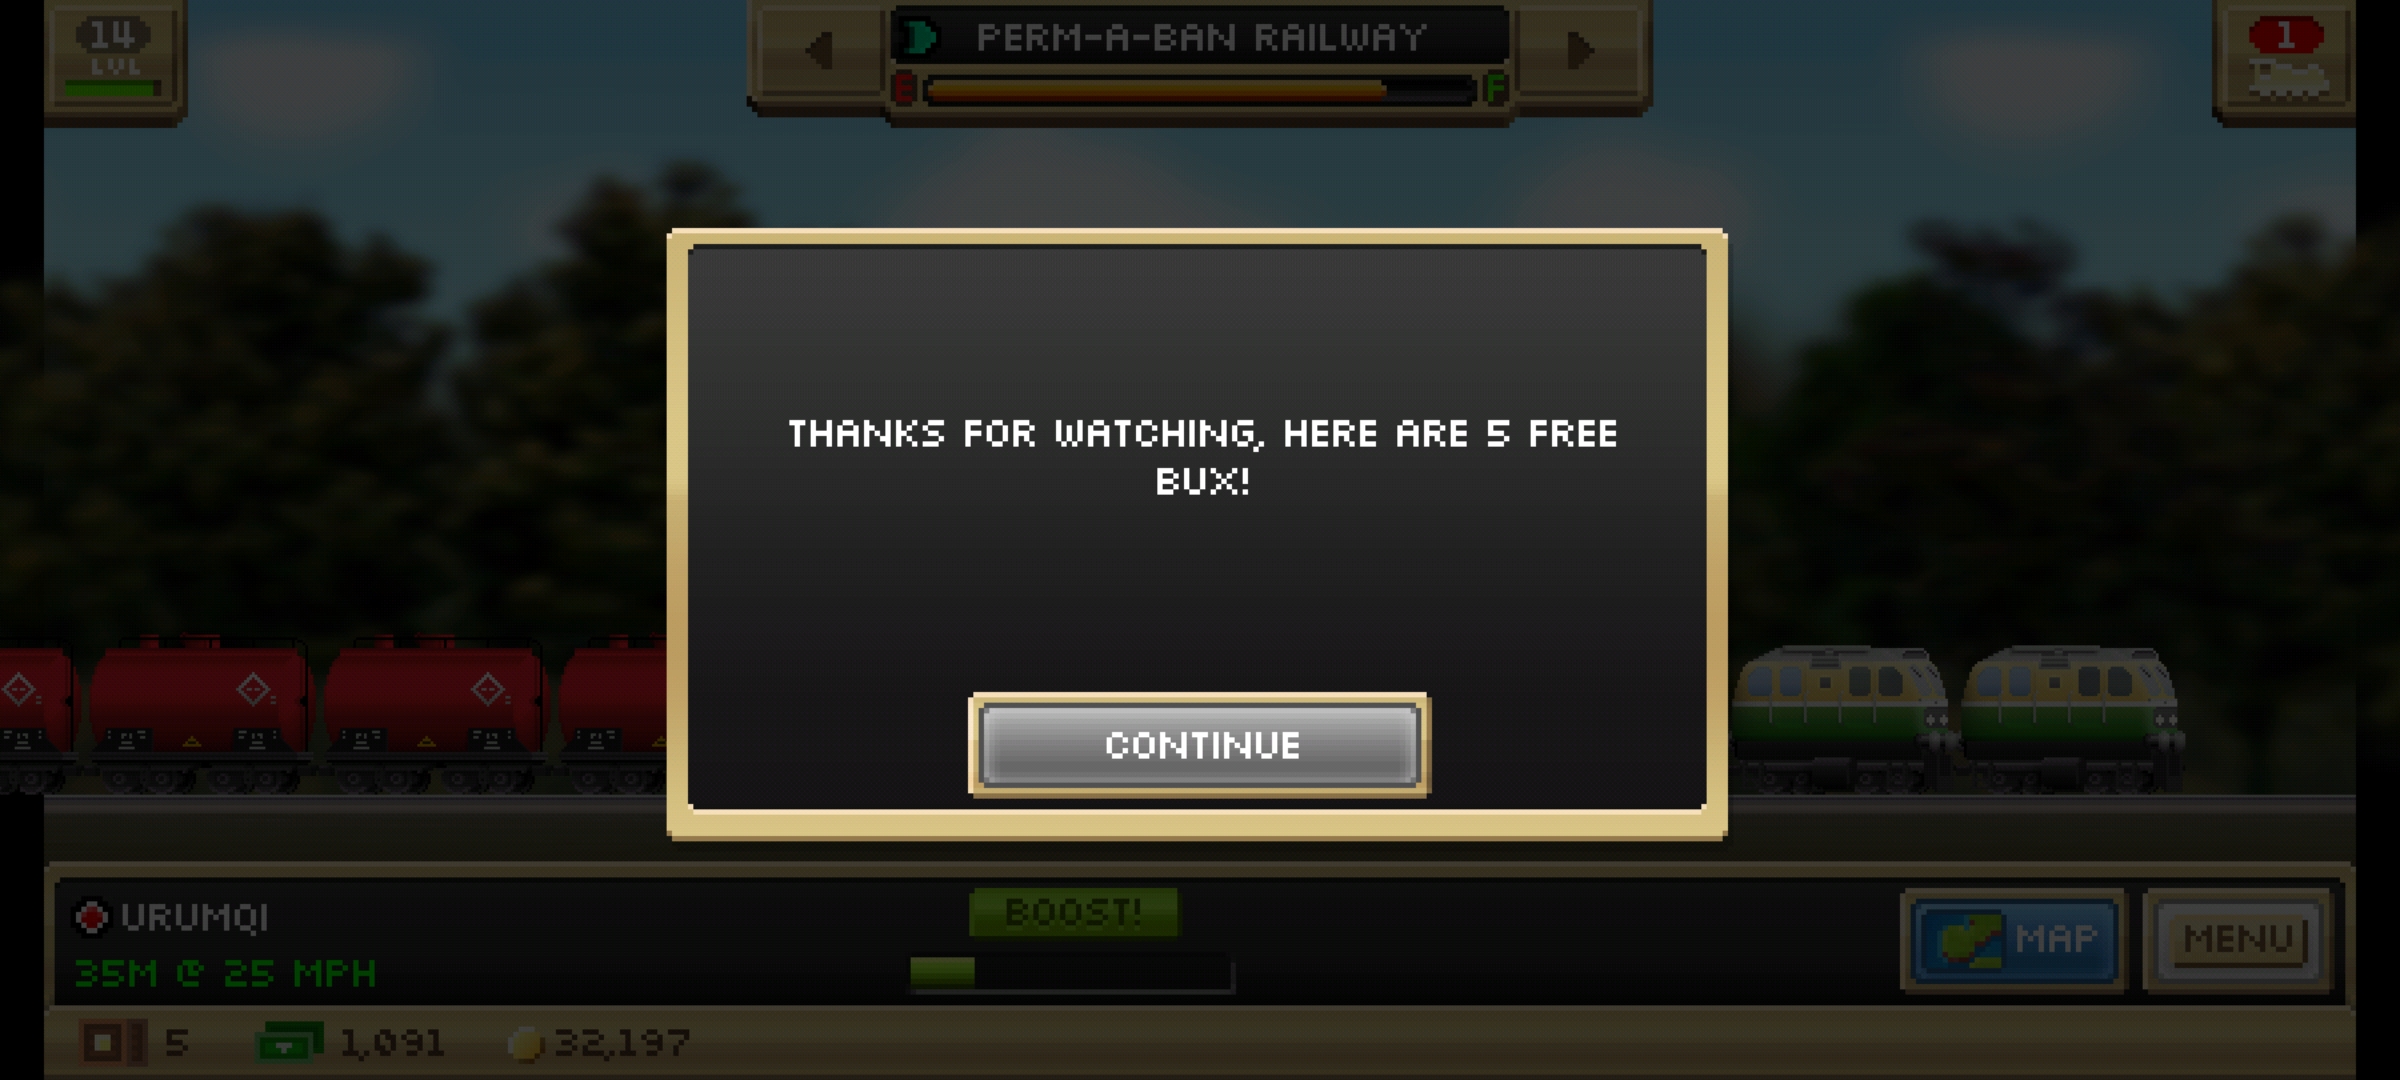 14
LVL
PERM-A-BAN RAILWAY
E F
1
THANKS FOR WATCHING, HERE ARE 5 FREE
BUX!
CONTINUE
URUMQI
35M @ 25 MPH
BOOST!
MAP
MENU
5 1,091 32,197